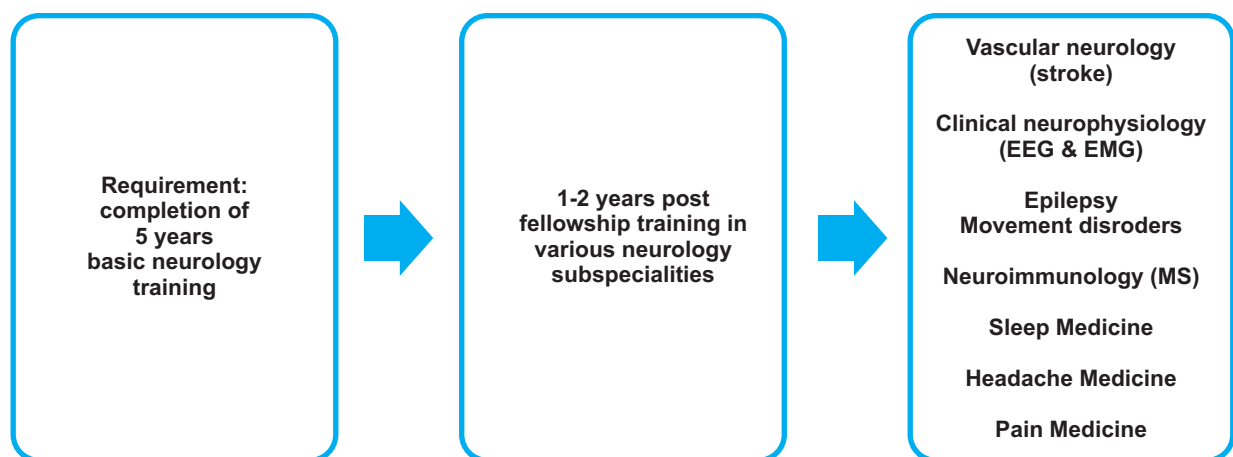 Requirement:
completion of
5 years
basic neurology
training
1-2 years post
fellowship training in
various neurology
subspecialities
Vascular neurology
(stroke)
Clinical neurophysiology
(EEG & EMG)
Epilepsy
Movement disroders
Neuroimmunology (MS)
Sleep Medicine
Headache Medicine
Pain Medicine